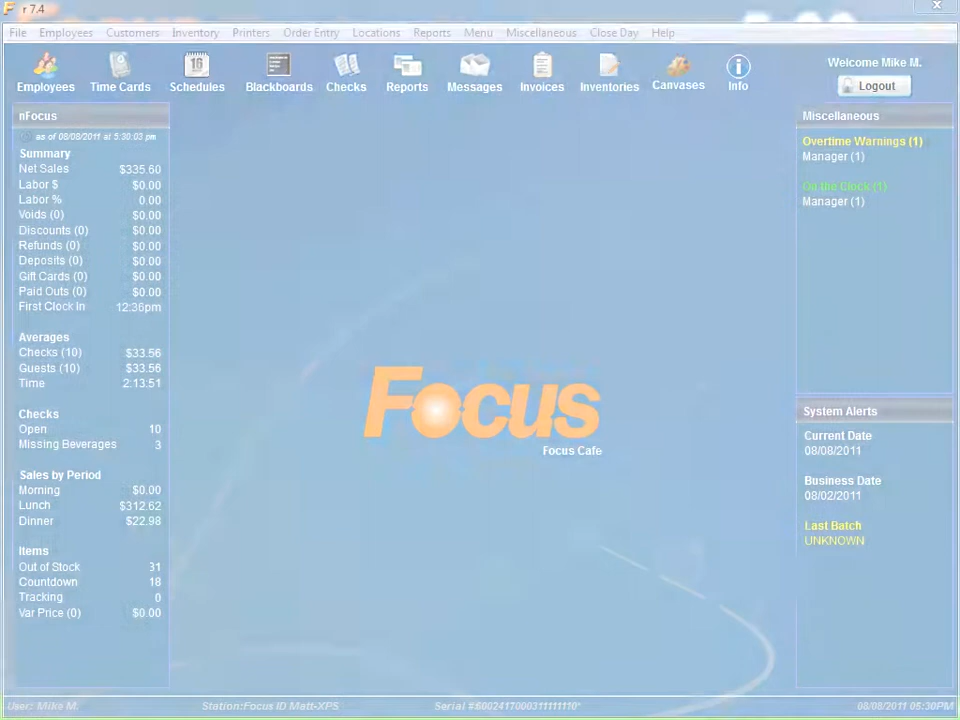 r 7.4
File Employees Customers Inventory Printers Order Entry Locations Reports Menu Miscellaneous Close Day Help
Employees Time Cards Schedules Blackboards Checks Reports Messages Invoices Inventories Canvases Info
16
Welcome Mike M.
Logout
nFocus
as of 08/08/2011 at 5:30:03 pm
Summary
Net Sales $335.60
Labor $ $0.00
Labor % 0.00
Voids (0) $0.00
Discounts (0) $0.00
Refunds (0) $0.00
Deposits (0) $0.00
Gift Cards (0) $0.00
Paid Outs (0) $0.00
First Clock In 12:36pm
Averages
Checks (10) $33.56
Guests (10) $33.56
Time 2:13:51
Checks
Open 10
Missing Beverages 3
Sales by Period
Morning $0.00
Lunch $312.62
Dinner $22.98
Items
Out of Stock 31
Countdown 18
Tracking 0
Var Price (0) $0.00
Focus
Focus Cafe
Miscellaneous
Overtime Warnings (1)
Manager (1)
On the Clock (1)
Manager (1)
System Alerts
Current Date
08/08/2011
Business Date
08/02/2011
Last Batch
UNKNOWN
User: Mike M. Station:Focus ID Matt-XPS 08/08/2011 05:30PM